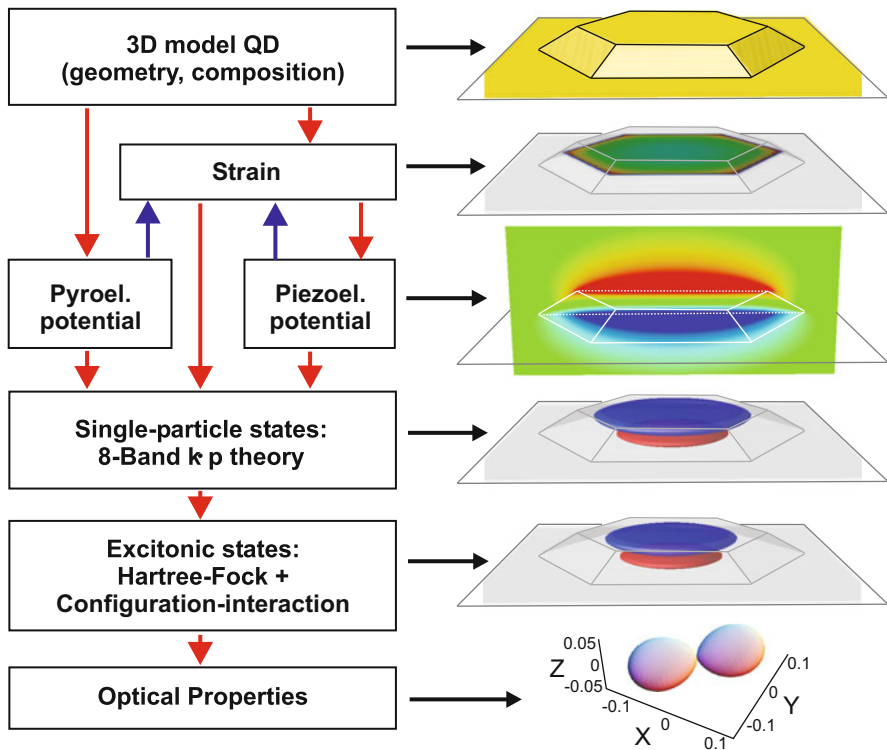 3D model QD
(geometry, composition)
Strain
Pyroel.
potential
Piezoel.
potential
Single-particle states:
8-Band k·p theory
Excitonic states:
Hartree-Fock +
Configuration-interaction
Optical Properties
0.05
Z 0
-0.05
-0.1
X 0
0.1
-0.1
0
Y
0.1